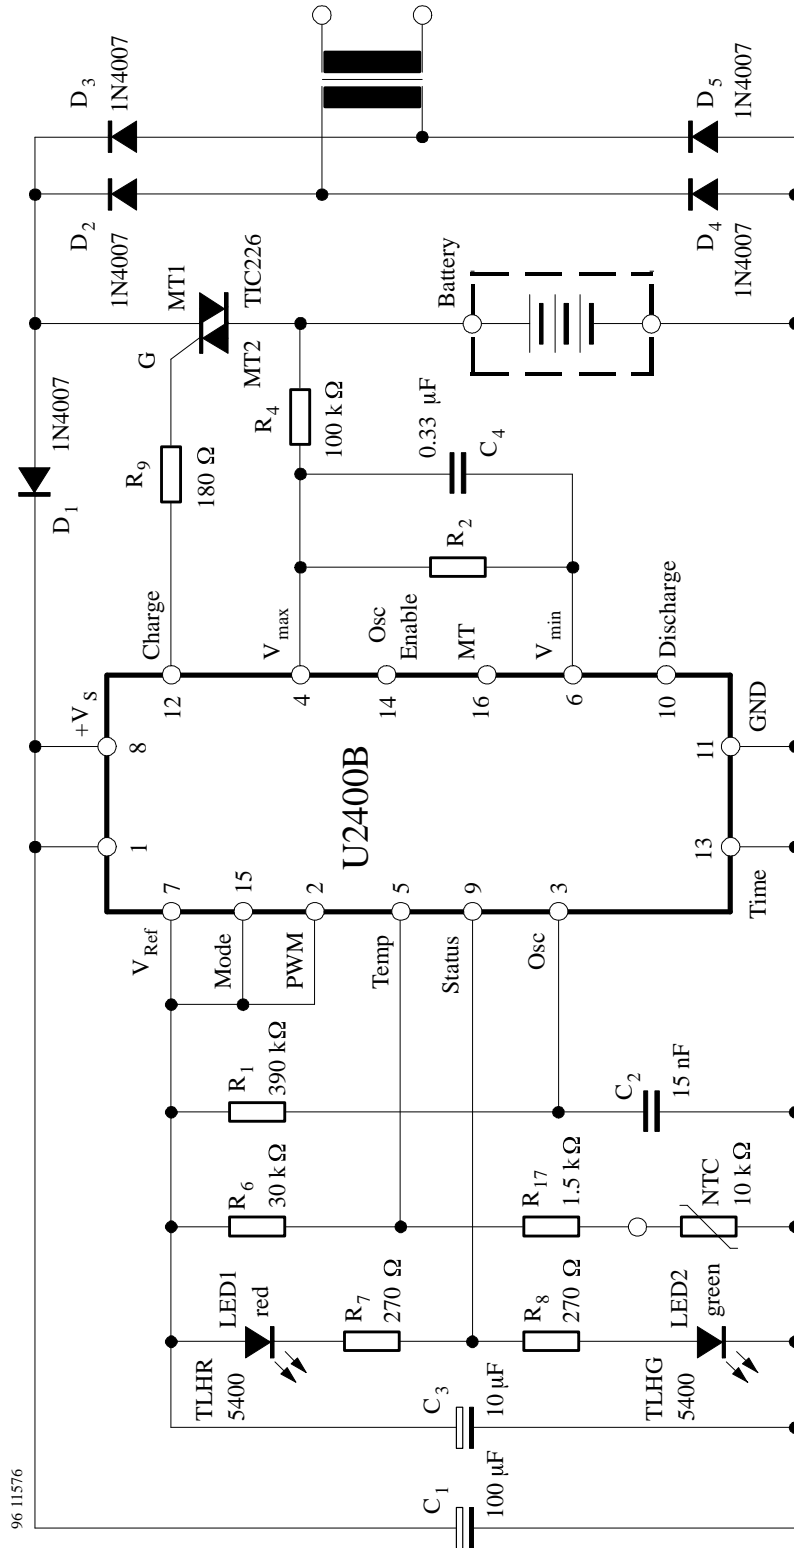 D3
1N4007
D2
1N4007
D5
1N4007
D4
1N4007
MT1
TIC226
G
MT2
Battery
1N4007
D1
R9
180 Ω
R4
100 k Ω
0.33 µF
C4
R2
Charge
Vmax
Osc
Enable
MT
Vmin
Discharge
+VS
12
4
14
16
6
10
8
1
U2400B
11
13
GND
Time
7
15
2
5
9
3
VRef
Mode
PWM
Temp
Status
Osc
R1
390 kΩ
C2
15 nF
R6
30 kΩ
R17
1.5 kΩ
NTC
10 kΩ
LED1
red
R7
270 Ω
R8
270 Ω
LED2
green
TLHR
5400
TLHG
5400
C3
10 µF
C1
100 µF
96 11576